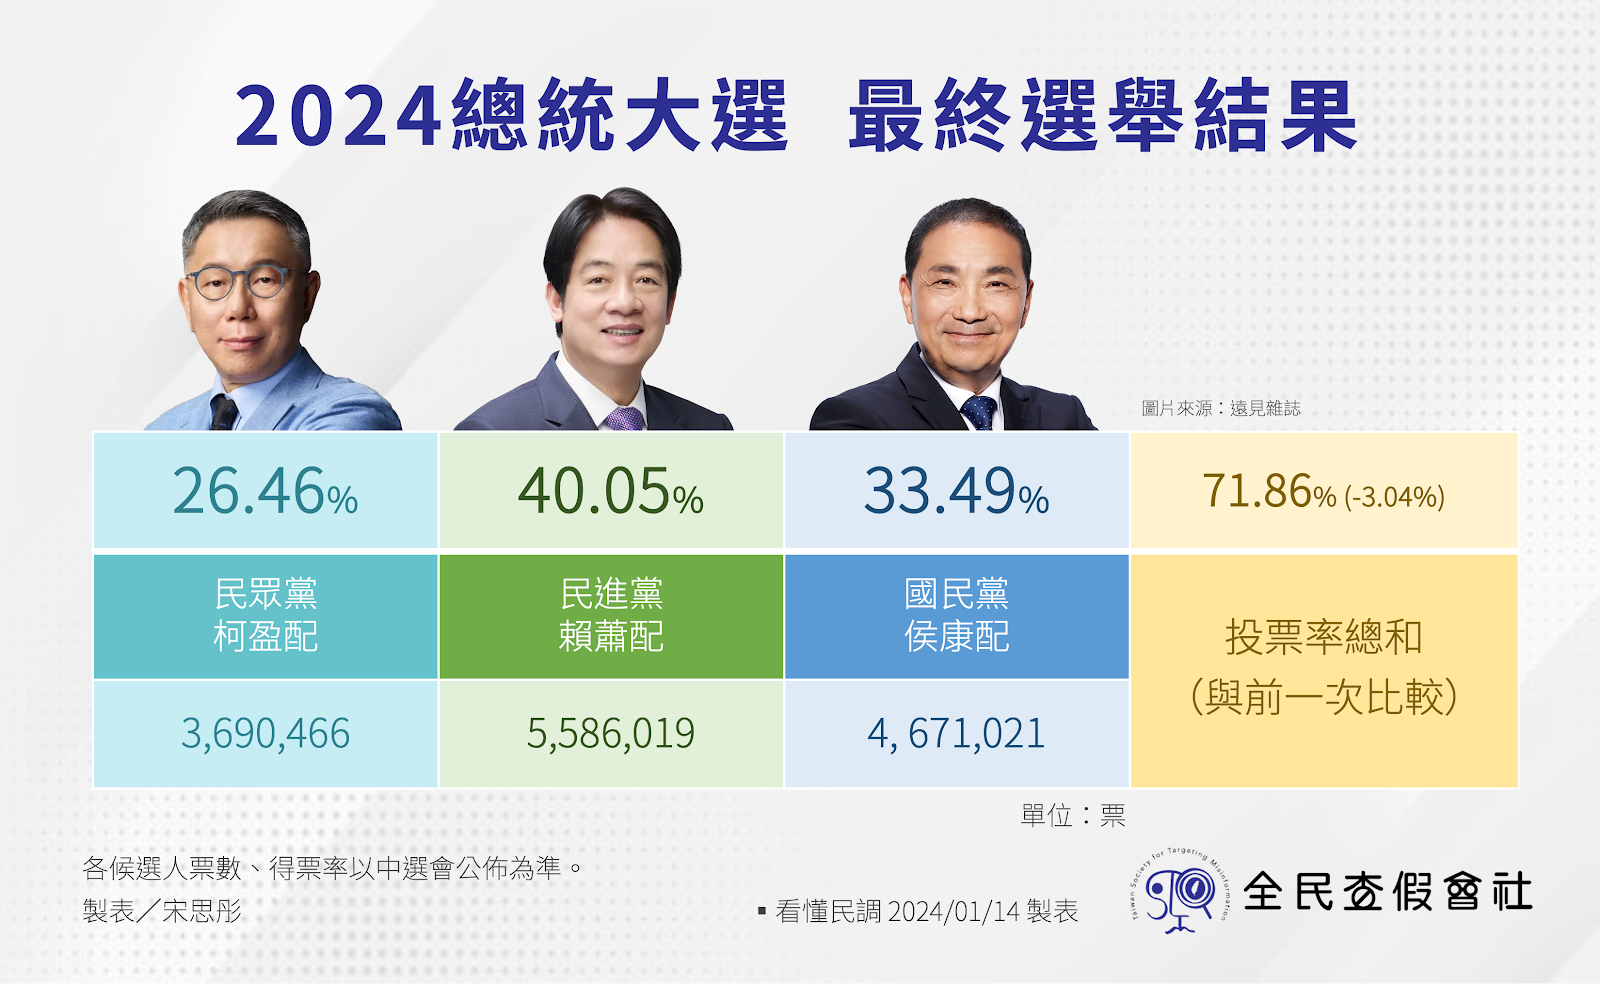 2024總統大選 最終選舉結果
圖片來源：遠見雜誌
26.46% 40.05% 33.49% 71.86% (-3.04%)
民眾黨 民進黨 國民黨
柯盈配 賴蕭配 侯康配
投票率總和
（與前一次比較）
3,690,466 5,586,019 4, 671,021
單位：票
各候選人票數、得票率以中選會公佈為準。
製表／宋思彤
▪ 看懂民調 2024/01/14 製表
Taiwan Society for Targeting Misinformation
全民查假會社